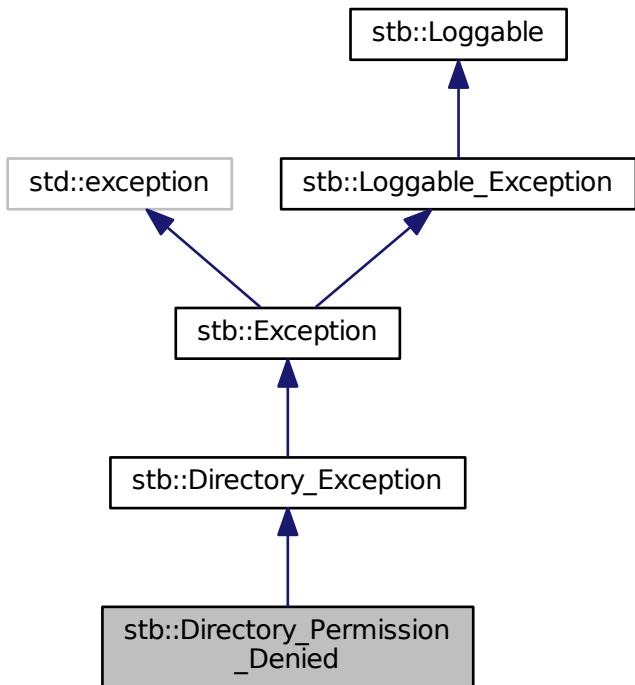 stb::Loggable
std::exception
stb::Loggable_Exception
stb::Exception
stb::Directory_Exception
stb::Directory_Permission
_Denied